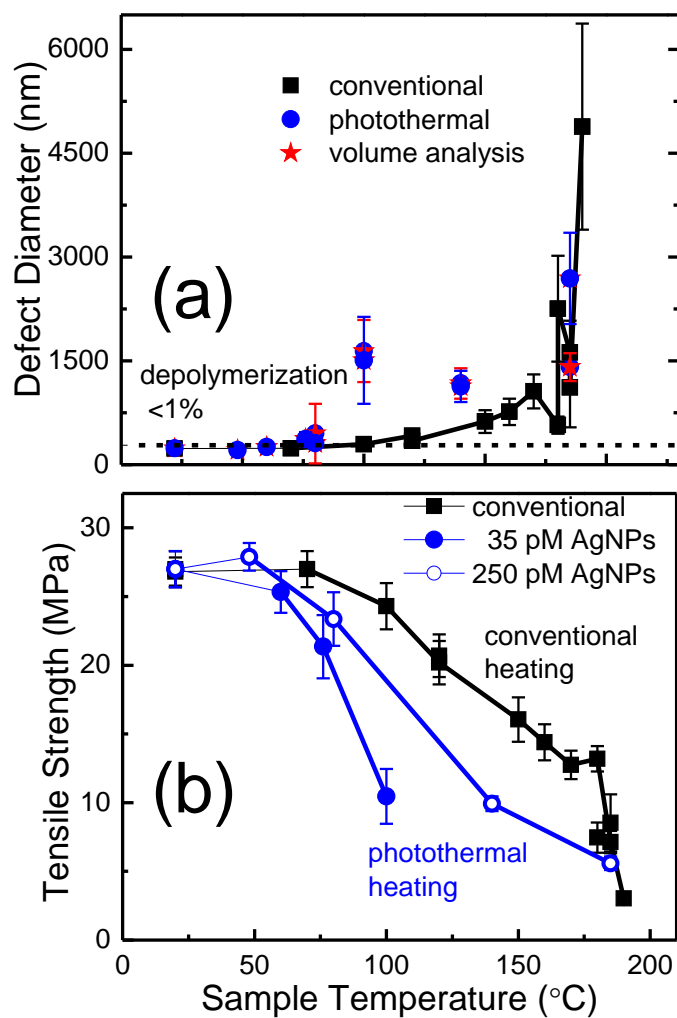 6000
4500
3000
1500
0
Defect Diameter (nm)
conventional
photothermal
volume analysis
(a)
depolymerization
<1%
30
20
10
0
Tensile Strength (MPa)
conventional
35 pM AgNPs
250 pM AgNPs
conventional
heating
(b)
photothermal
heating
0 50 100 150 200
Sample Temperature (°C)